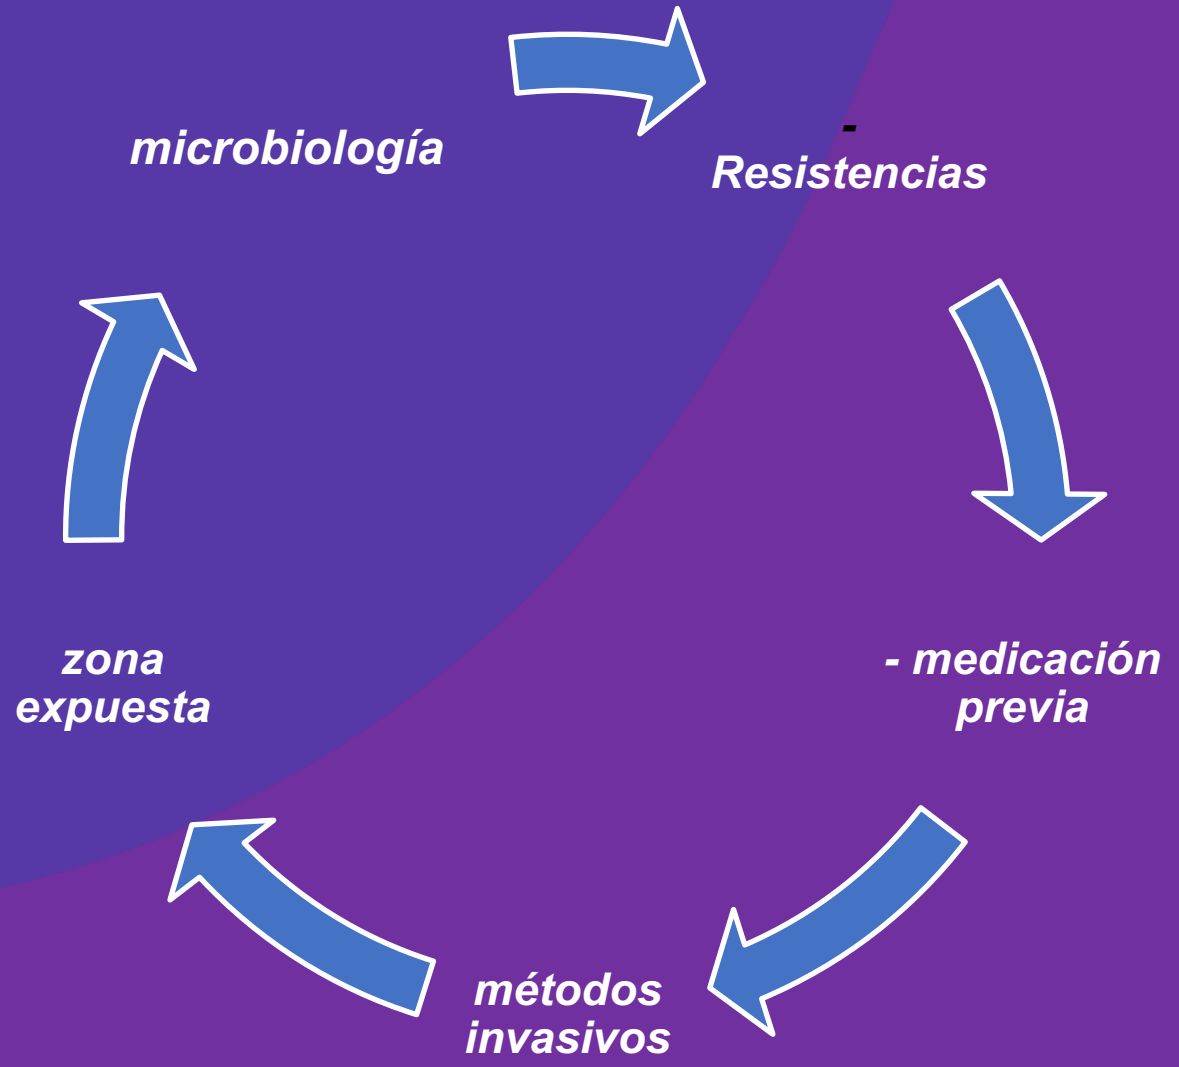 microbiología
-
Resistencias
- medicación
previa
métodos
invasivos
zona
expuesta